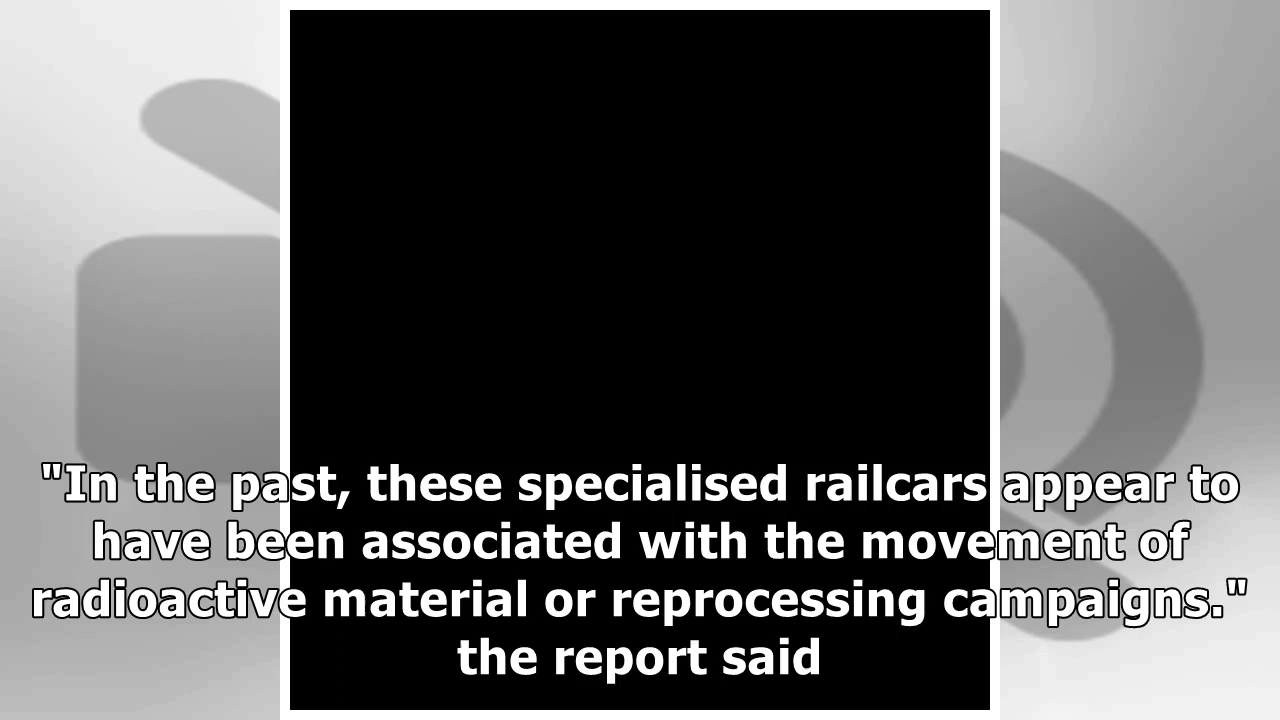 "In the past, these specialised railcars appear to
have been associated with the movement of
radioactive material or reprocessing campaigns."
the report said